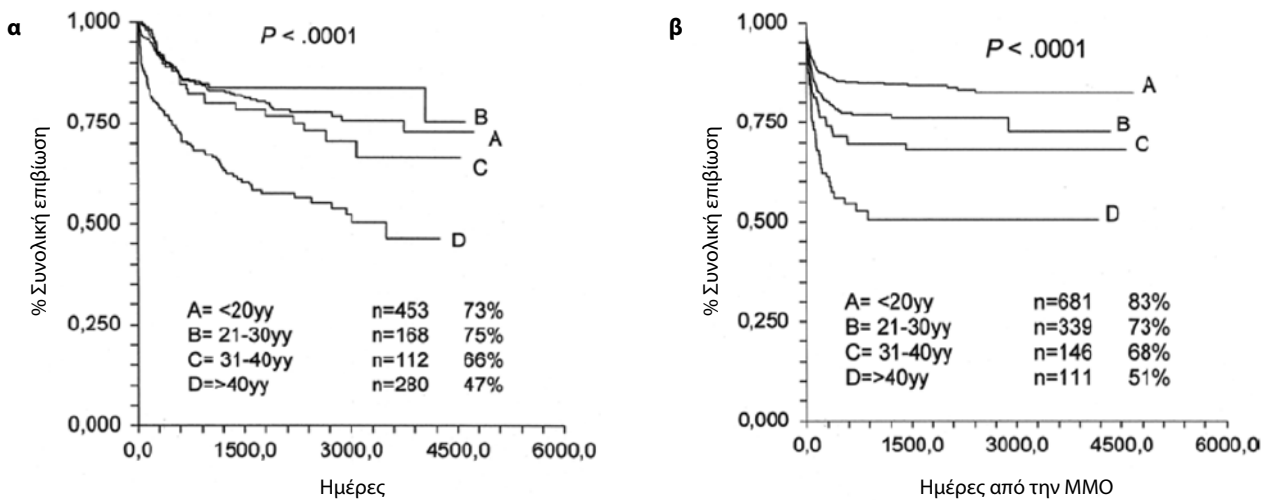 α
P < .0001
% Συνολική επιβίωση
1,000
0,750
0,500
0,250
0,000
B
A
C
D
A= <20yy n=453 73%
B= 21-30yy n=168 75%
C= 31-40yy n=112 66%
D=>40yy n=280 47%
0,0 1500,0 3000,0 4500,0 6000,0
Ημέρες
β
P < .0001
% Συνολική επιβίωση
1,000
0,750
0,500
0,250
0,000
A
B
C
D
A= <20yy n=681 83%
B= 21-30yy n=339 73%
C= 31-40yy n=146 68%
D=>40yy n=111 51%
0,0 1500,0 3000,0 4500,0 6000,0
Ημέρες από την ΜΜΟ